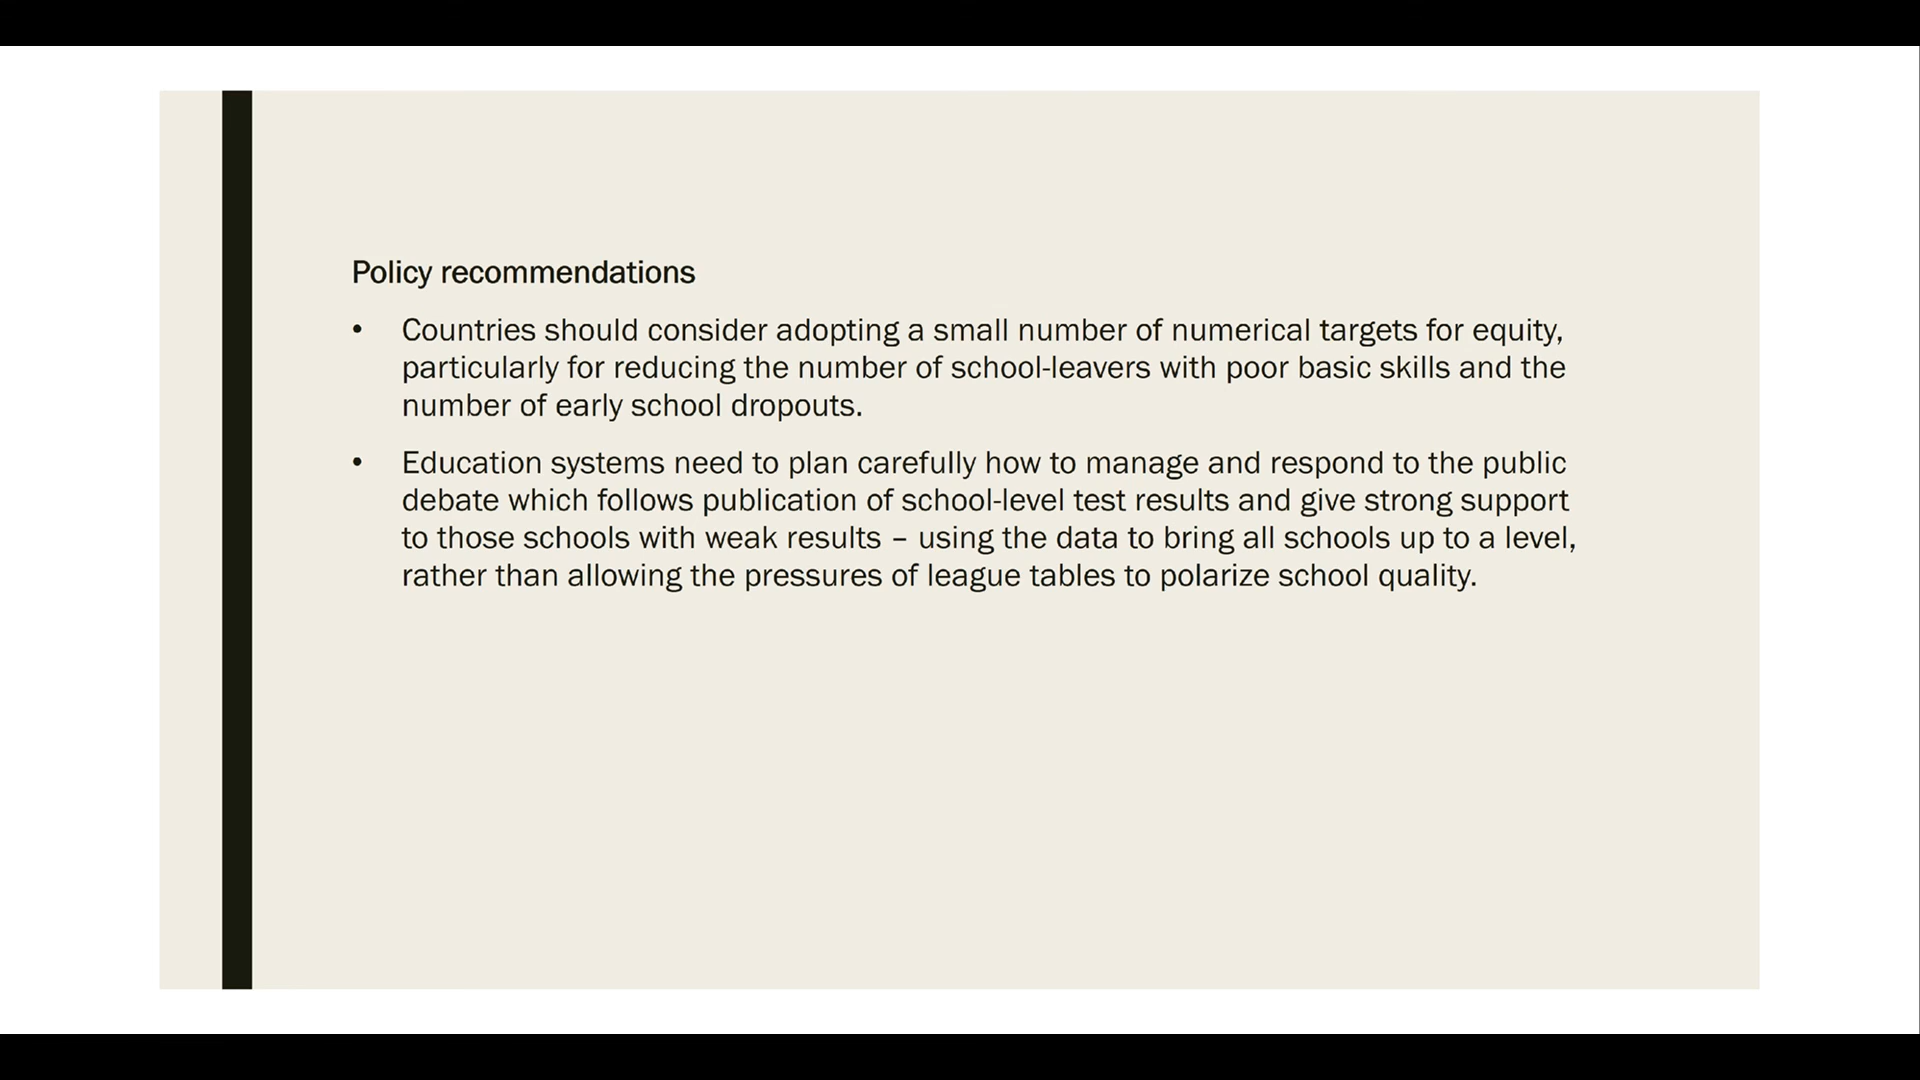 Policy recommendations
• Countries should consider adopting a small number of numerical targets for equity,
particularly for reducing the number of school-leavers with poor basic skills and the
number of early school dropouts.
• Education systems need to plan carefully how to manage and respond to the public
debate which follows publication of school-level test results and give strong support
to those schools with weak results – using the data to bring all schools up to a level,
rather than allowing the pressures of league tables to polarize school quality.